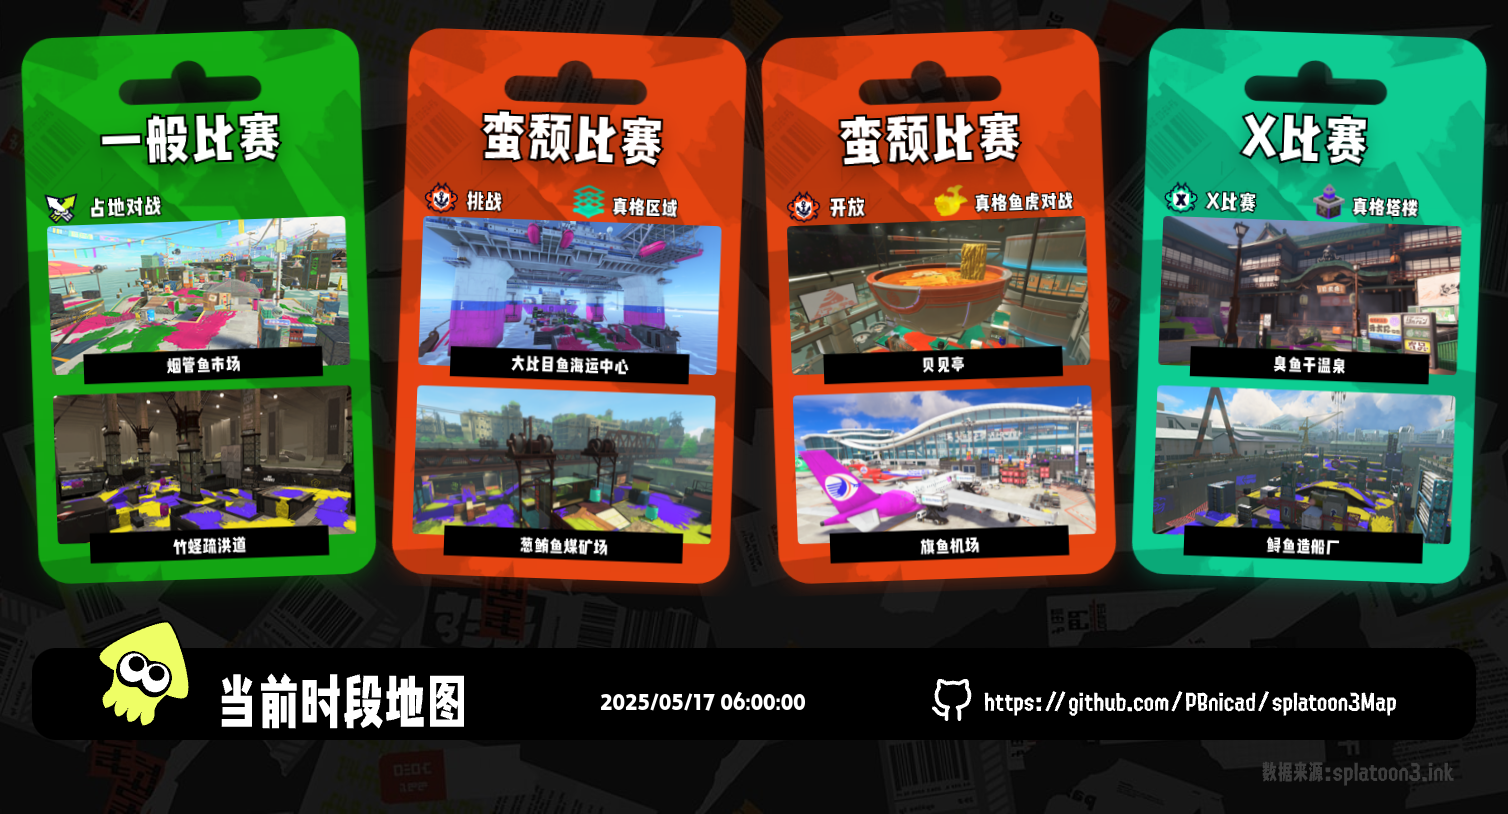 一般比赛
占地对战
烟管鱼市场
竹蛏疏洪道
蛮颓比赛
挑战
真格区域
大比目鱼海运中心
葱鲔鱼煤矿场
蛮颓比赛
开放
真格鱼虎对战
贝见亭
旗鱼机场
X比赛
X比赛
真格塔楼
臭鱼干温泉
鲟鱼造船厂
当前时段地图
2025/05/17 06:00:00
https://github.com/PBnicad/splatoon3Map
数据来源:splatoon3.ink